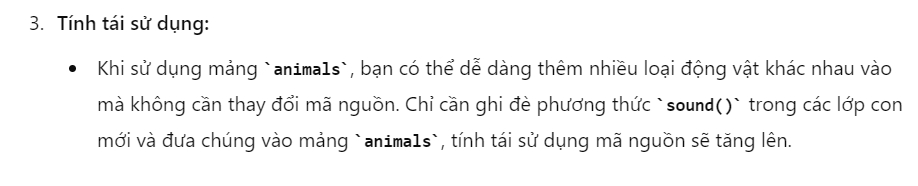 3. Tính tái sử dụng:
• Khi sử dụng mảng `animals`, bạn có thể dễ dàng thêm nhiều loại động vật khác nhau vào
mà không cần thay đổi mã nguồn. Chỉ cần ghi đè phương thức `sound()` trong các lớp con
mới và đưa chúng vào mảng `animals`, tính tái sử dụng mã nguồn sẽ tăng lên.